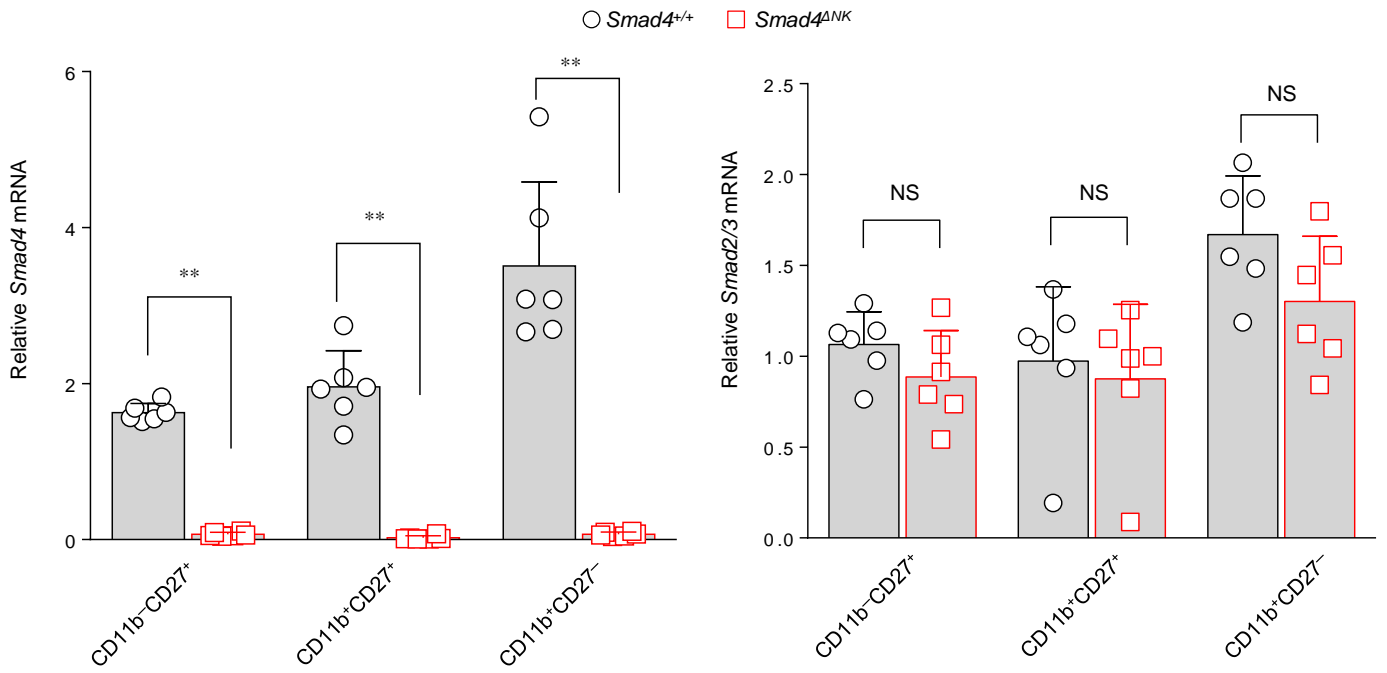 Smad4+/+ Smad4ΔNK
Relative Smad4 mRNA
6
4
2
0
**
**
**
CD11b−CD27+
CD11b+CD27+
CD11b+CD27−
Relative Smad2/3 mRNA
2.5
2.0
1.5
1.0
0.5
0.0
NS
NS
NS
CD11b−CD27+
CD11b+CD27+
CD11b+CD27−